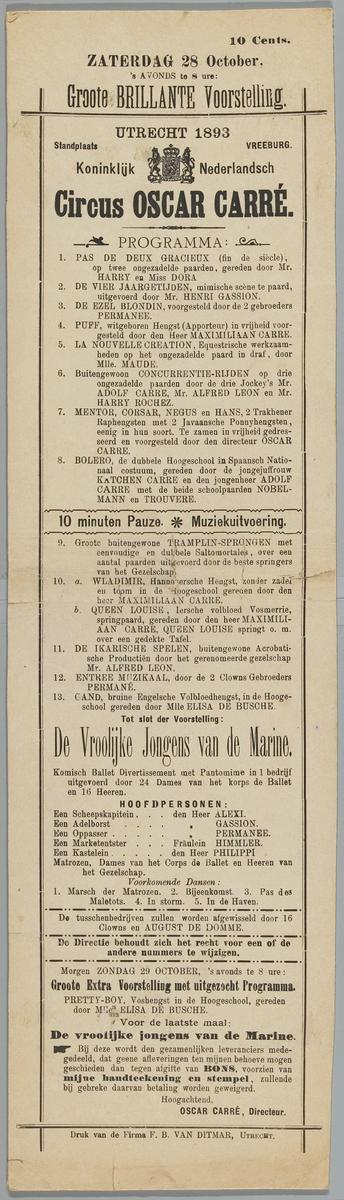 10 Cents.
ZATERDAG 28 October,
's AVONDS te 8 ure:
Groote BRILLANTE Voorstelling.
UTRECHT 1893
Standplaats VREEBURG.
Koninklijk Nederlandsch
Circus OSCAR CARRÉ.
PROGRAMMA:
1. PAS DE DEUX GRACIEUX (fin de siècle),
op twee ongezadelde paarden, gereden door Mr.
HARRY en Miss DORA
2. DE VIER JAARGETIJDEN, mimische scène te paard,
uitgevoerd door Mr. HENRI GASSION.
3. DE EZEL BLONDIN, voorgesteld door de 2 gebroeders
PERMANEE.
4. PUFF, witgeboren Hengst (Apporteur) in vrijheid voor-
gesteld door den Heer MAXIMILIAAN CARRE.
5. LA NOUVELLE CREATION, Equestrische werkzaam-
heden op het ongezadelde paard in draf, door
Mlle. MAUDE.
6. Buitengewoon CONCURRENTIE-RIJDEN op drie
ongezadelde paarden door de drie Jockey's Mr.
ADOLF CARRE, Mr. ALFRED LEON en Mr.
HARRY ROCHEZ.
7. MENTOR, CORSAR, NEGUS en HANS, 2 Trakhener
Raphengsten met 2 Javaansche Ponnyhengsten,
eenig in hun soort. Te zamen in vrijheid gedres-
seerd en voorgesteld door den directeur OSCAR
CARRE.
8. BOLERO, de dubbele Hoogeschool in Spaansch Natio-
naal costuum, gereden door de jongejuffrouw
KÄTCHEN CARRE en den jongenheer ADOLF
CARRE met de beide schoolpaarden NOBEL-
MANN en TROUVERE.
10 minuten Pauze. ✻ Muziekuitvoering.
9. Groote buitengewone TRAMPLIN-SPRONGEN met
eenvoudige en dubbele Saltomortales, over een
aantal paarden uitgevoerd door de beste springers
van het Gezelschap.
10. a. WLADIMIR, Hannoversche Hengst, zonder zadel
en toom in de Hoogeschool gereden door den
heer MAXIMILIAAN CARRE.
b. QUEEN LOUISE, Iersche volbloed Vosmerrie,
springpaard, gereden door den heer MAXIMILI-
AAN CARRE, QUEEN LOUISE springt o. m.
over een gedekte Tafel.
11. DE IKARISCHE SPELEN, buitengewone Acrobati-
sche Productiën door het gerenomeerde gezelschap
Mr. ALFRED LEON.
12. ENTREE MUZIKAAL, door de 2 Clowns Gebroeders
PERMANÉ.
13. CAND, bruine Engelsche Volbloedhengst, in de Hooge-
school gereden door Mlle ELISA DE BUSCHE.
Tot slot der Voorstelling:
De Vroolijke Jongens van de Marine.
Komisch Ballet Divertissement met Pantomime in 1 bedrijf
uitgevoerd door 24 Dames van het korps de Ballet
en 16 Heeren.
HOOFDPERSONEN:
Een Scheepskapitein . . . den Heer ALEXI.
Een Adelborst . . . . „ GASSION.
Een Oppasser . . . . „ PERMANEE.
Een Marketentster . . . Fräulein HIMMLER.
Een Kastelein . . . . . den Heer PHILIPPI
Matrozen, Dames van het Corps de Ballet en Heeren van
het Gezelschap.
Voorkomende Dansen:
1. Marsch der Matrozen. 2. Bijeenkomst. 3. Pas des
Maletots. 4. In storm. 5. In de Haven.
De tusschenbedrijven zullen worden afgewisseld door 16
Clowns en AUGUST DE DOMME.
De Directie behoudt zich het recht voor een of de
andere nummers te wijzigen.
Morgen ZONDAG 29 OCTOBER, 's avonds te 8 ure:
Groote Extra Voorstelling met uitgezocht Programma.
PRETTY-BOY, Voshengst in de Hoogeschool, gereden
door Mlle ELISA DE BUSCHE.
Voor de laatste maal:
De vroolijke jongens van de Marine.
☛ Bij deze wordt den gezamenlijken leveranciers mede-
gedeeld, dat geene afleveringen ten mijnen behoeve mogen
geschieden dan tegen afgifte van BONS, voorzien van
mijne handteekening en stempel, zullende
bij gebreke daarvan betaling worden geweigerd.
Hoogachtend,
OSCAR CARRÉ, Directeur.
Druk van de Firma F. B. VAN DITMAR, UTRECHT.